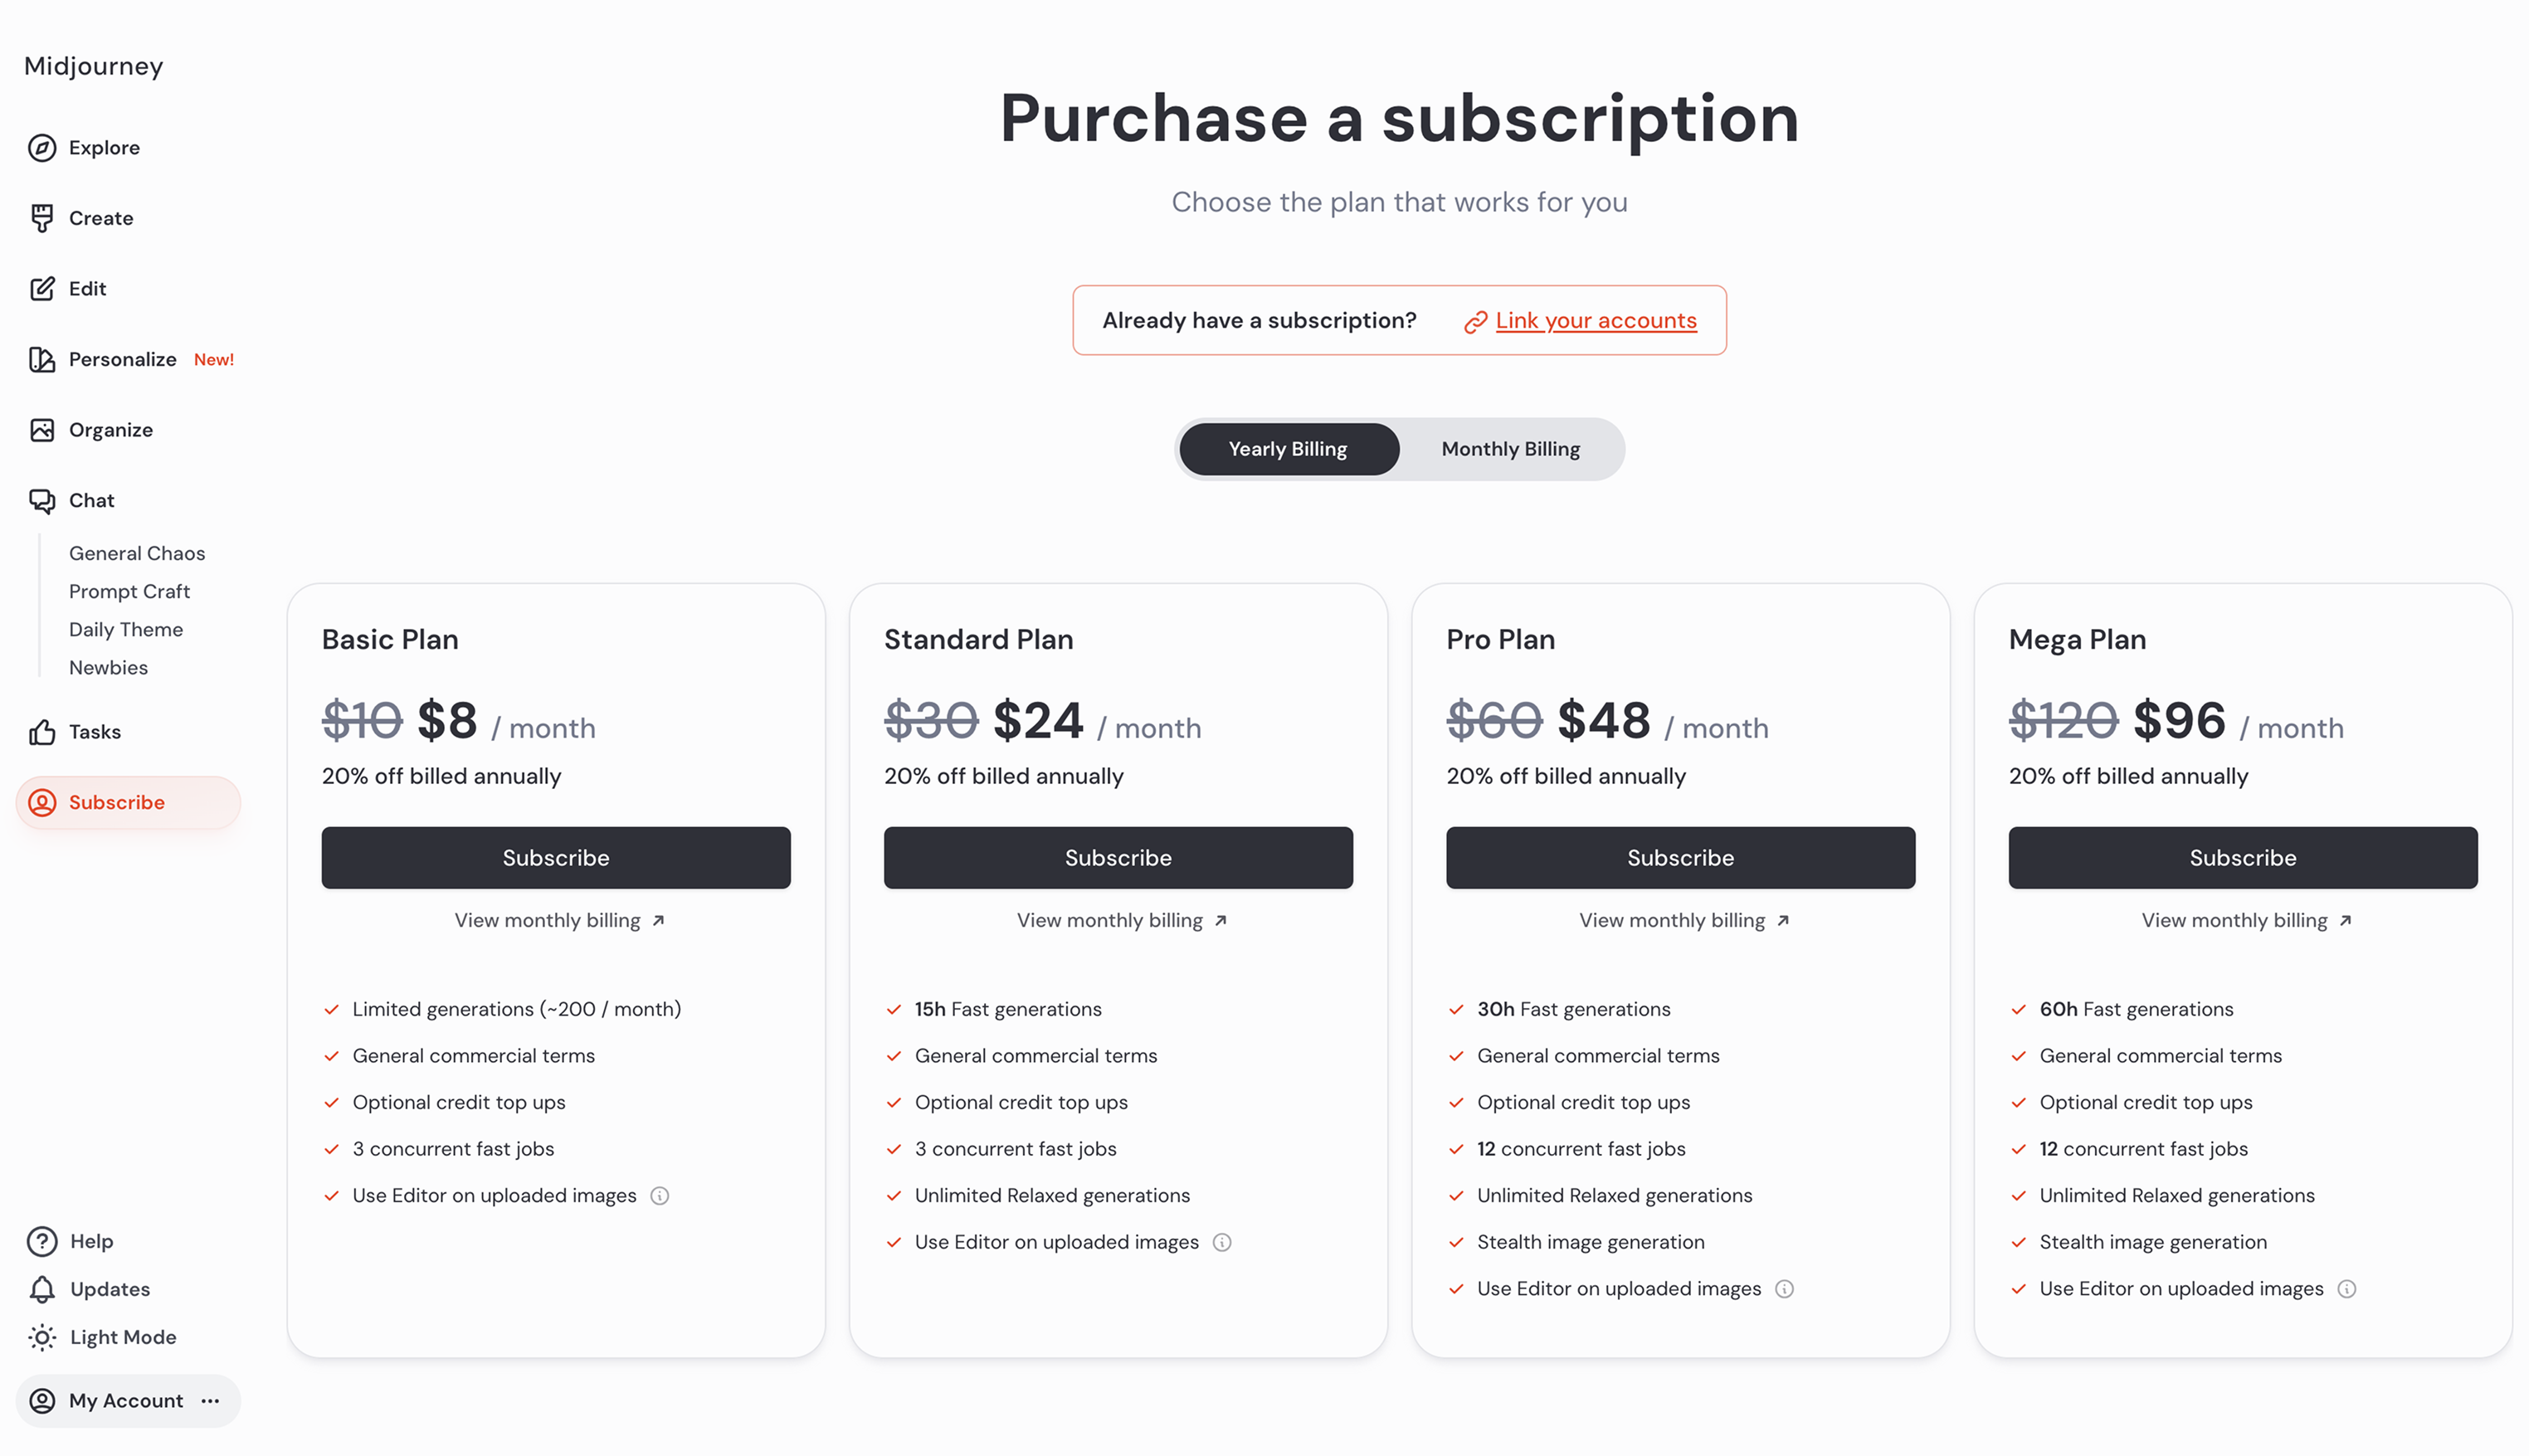 Midjourney
Explore
Create
Edit
Personalize New!
Organize
Chat
General Chaos
Prompt Craft
Daily Theme
Newbies
Tasks
Subscribe
Help
Updates
Light Mode
My Account ...
Purchase a subscription
Choose the plan that works for you
Already have a subscription? Link your accounts
Yearly Billing Monthly Billing
Basic Plan
$10 $8 / month
20% off billed annually
Subscribe
View monthly billing
Limited generations (~200 / month)
General commercial terms
Optional credit top ups
3 concurrent fast jobs
Use Editor on uploaded images
Standard Plan
$30 $24 / month
20% off billed annually
Subscribe
View monthly billing
15h Fast generations
General commercial terms
Optional credit top ups
3 concurrent fast jobs
Unlimited Relaxed generations
Use Editor on uploaded images
Pro Plan
$60 $48 / month
20% off billed annually
Subscribe
View monthly billing
30h Fast generations
General commercial terms
Optional credit top ups
12 concurrent fast jobs
Unlimited Relaxed generations
Stealth image generation
Use Editor on uploaded images
Mega Plan
$120 $96 / month
20% off billed annually
Subscribe
View monthly billing
60h Fast generations
General commercial terms
Optional credit top ups
12 concurrent fast jobs
Unlimited Relaxed generations
Stealth image generation
Use Editor on uploaded images